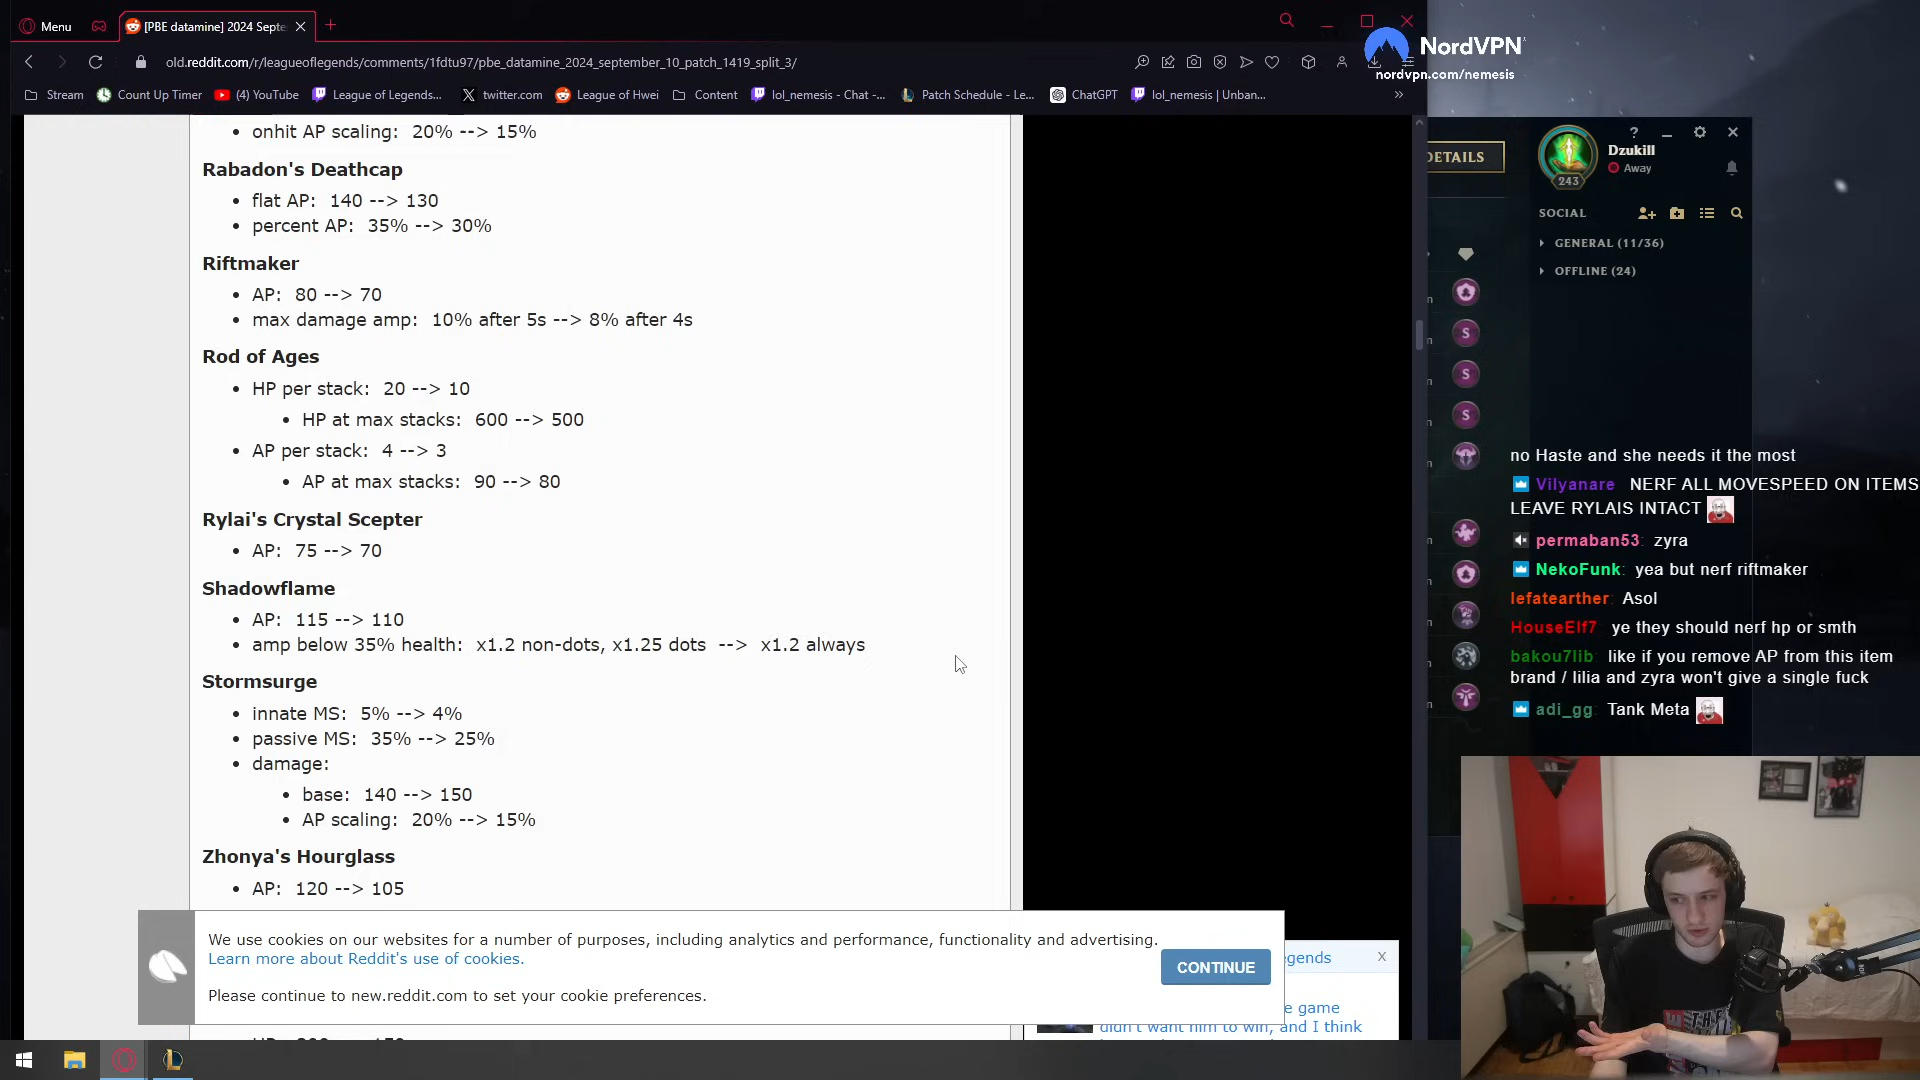 Menu
[PBE datamine] 2024 Septe
old.reddit.com/r/leagueoflegends/comments/1fdtu97/pbe_datamine_2024_september_10_patch_1419_split_3/
Stream
Count Up Timer
(4) YouTube
League of Legends...
twitter.com
League of Hwei
Content
lol_nemesis - Chat -...
Patch Schedule - Le...
ChatGPT
lol_nemesis | Unban...
»
NordVPN
nordvpn.com/nemesis
• onhit AP scaling: 20% --> 15%
Rabadon's Deathcap
• flat AP: 140 --> 130
• percent AP: 35% --> 30%
Riftmaker
• AP: 80 --> 70
• max damage amp: 10% after 5s --> 8% after 4s
Rod of Ages
• HP per stack: 20 --> 10
• HP at max stacks: 600 --> 500
• AP per stack: 4 --> 3
• AP at max stacks: 90 --> 80
Rylai's Crystal Scepter
• AP: 75 --> 70
Shadowflame
• AP: 115 --> 110
• amp below 35% health: x1.2 non-dots, x1.25 dots --> x1.2 always
Stormsurge
• innate MS: 5% --> 4%
• passive MS: 35% --> 25%
• damage:
• base: 140 --> 150
• AP scaling: 20% --> 15%
Zhonya's Hourglass
• AP: 120 --> 105
We use cookies on our websites for a number of purposes, including analytics and performance, functionality and advertising.
Learn more about Reddit's use of cookies.
Please continue to new.reddit.com to set your cookie preferences.
CONTINUE
egends
X
e game
didn't want him to win, and I think
DETAILS
243
Dzukill
Away
?
SOCIAL
GENERAL (11/36)
OFFLINE (24)
S
S
S
no Haste and she needs it the most
Vilyanare NERF ALL MOVESPEED ON ITEMS
LEAVE RYLAIS INTACT
permaban53: zyra
NekoFunk: yea but nerf riftmaker
lefatearther: Asol
HouseElf7: ye they should nerf hp or smth
bakou7lib: like if you remove AP from this item
brand / lilia and zyra won't give a single fuck
adi_gg: Tank Meta